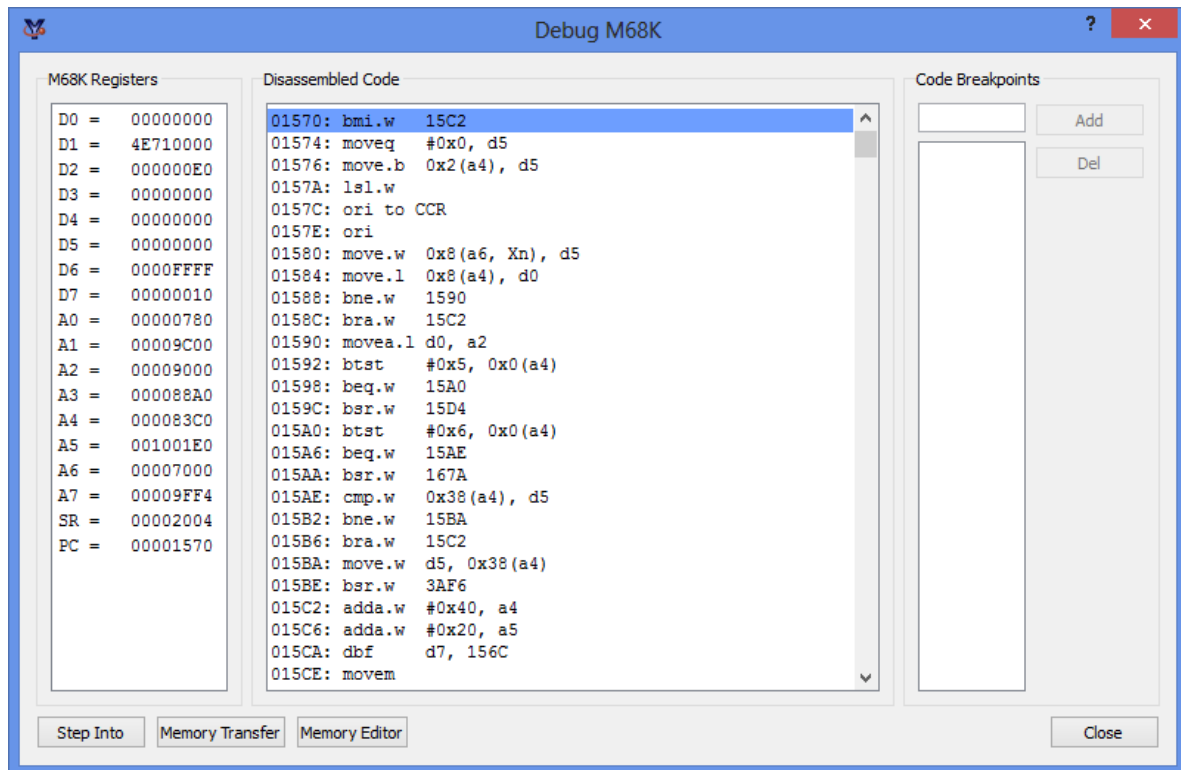 Debug M68K
? ×
M68K Registers
D0 = 00000000
D1 = 4E710000
D2 = 000000E0
D3 = 00000000
D4 = 00000000
D5 = 00000000
D6 = 0000FFFF
D7 = 00000010
A0 = 00000780
A1 = 00009C00
A2 = 00009000
A3 = 000088A0
A4 = 000083C0
A5 = 001001E0
A6 = 00007000
A7 = 00009FF4
SR = 00002004
PC = 00001570
Disassembled Code
01570: bmi.w 15C2
01574: moveq #0x0, d5
01576: move.b 0x2(a4), d5
0157A: lsl.w
0157C: ori to CCR
0157E: ori
01580: move.w 0x8(a6, Xn), d5
01584: move.l 0x8(a4), d0
01588: bne.w 1590
0158C: bra.w 15C2
01590: movea.l d0, a2
01592: btst #0x5, 0x0(a4)
01598: beq.w 15A0
0159C: bsr.w 15D4
015A0: btst #0x6, 0x0(a4)
015A6: beq.w 15AE
015AA: bsr.w 167A
015AE: cmp.w 0x38(a4), d5
015B2: bne.w 15BA
015B6: bra.w 15C2
015BA: move.w d5, 0x38(a4)
015BE: bsr.w 3AF6
015C2: adda.w #0x40, a4
015C6: adda.w #0x20, a5
015CA: dbf d7, 156C
015CE: movem
Code Breakpoints
Add
Del
Step Into
Memory Transfer
Memory Editor
Close